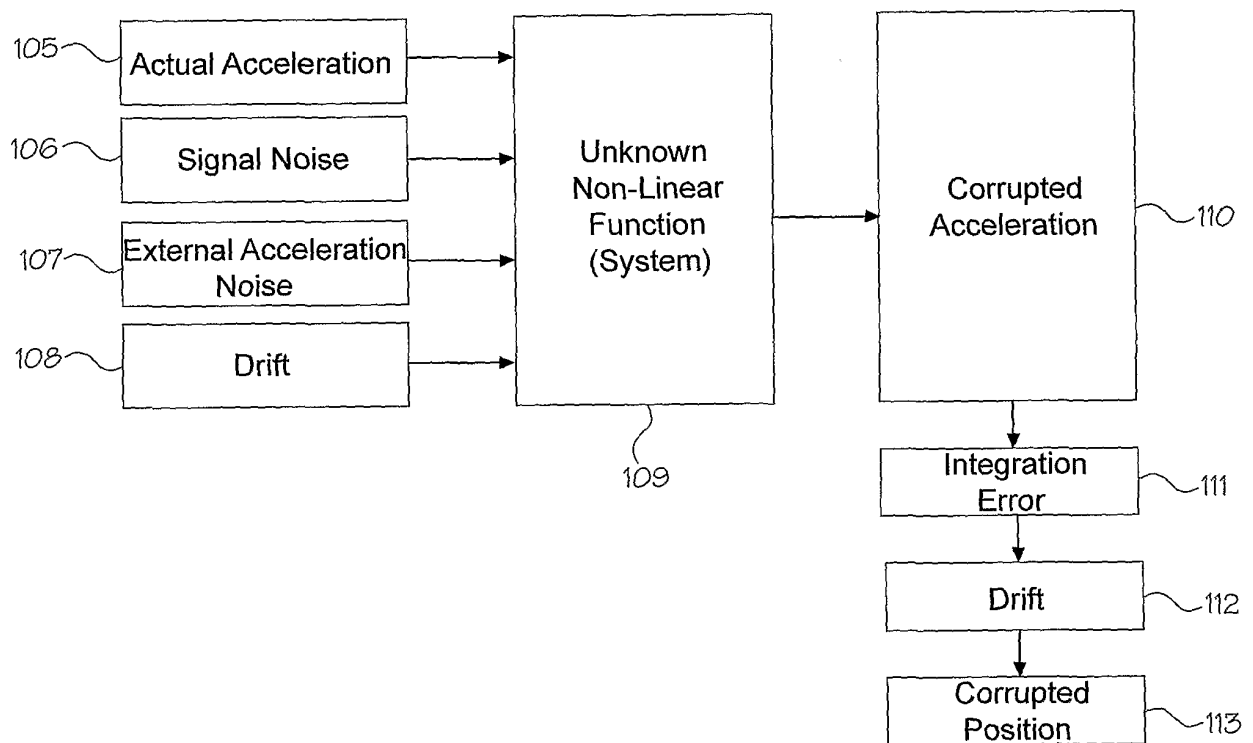 105
Actual Acceleration
106
Signal Noise
107
External Acceleration
Noise
108
Drift
Unknown
Non-Linear
Function
(System)
109
Corrupted
Acceleration
110
Integration
Error
111
Drift
112
Corrupted
Position
113